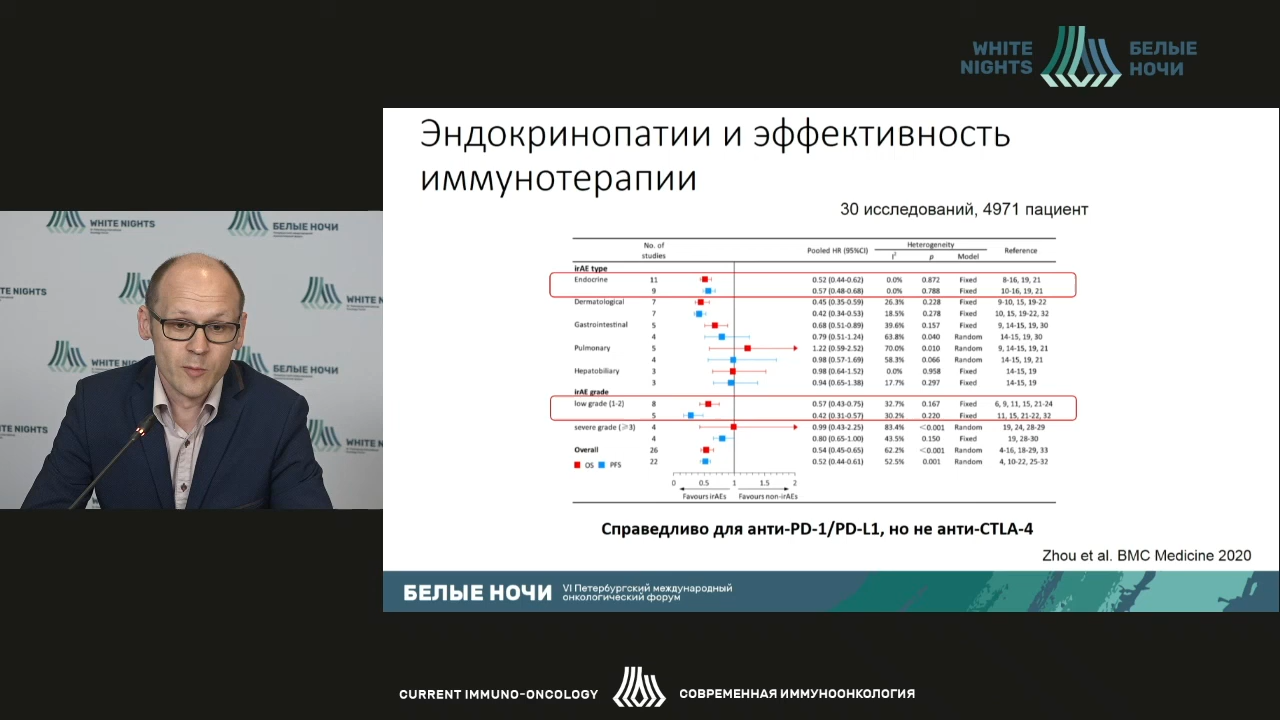 WHITE NIGHTS
БЕЛЫЕ НОЧИ
Эндокринопатии и эффективность
иммунотерапии
30 исследований, 4971 пациент
No. of studies Pooled HR (95%CI) Heterogeneity Reference
I² p Model
irAE type
Endocrine 11 0.52 (0.44-0.62) 0.0% 0.872 Fixed 8-16, 19, 21
9 0.57 (0.48-0.68) 0.0% 0.788 Fixed 10-16, 19, 21
Dermatological 7 0.45 (0.35-0.59) 26.3% 0.228 Fixed 9-10, 15, 19-22
7 0.42 (0.34-0.53) 18.5% 0.278 Fixed 10, 15, 19-22, 32
Gastrointestinal 5 0.68 (0.51-0.89) 39.6% 0.157 Fixed 9, 14-15, 19, 30
4 0.79 (0.51-1.24) 63.8% 0.040 Random 14-15, 19, 30
Pulmonary 5 1.22 (0.59-2.52) 70.0% 0.010 Random 9, 14-15, 19, 21
4 0.98 (0.57-1.69) 58.3% 0.066 Random 14-15, 19, 21
Hepatobiliary 3 0.98 (0.64-1.52) 0.0% 0.958 Fixed 14-15, 19
3 0.94 (0.65-1.38) 17.7% 0.297 Fixed 14-15, 19
irAE grade
low grade (1-2) 8 0.57 (0.43-0.75) 32.7% 0.167 Fixed 6, 9, 11, 15, 21-24
5 0.42 (0.31-0.57) 30.2% 0.220 Fixed 11, 15, 21-22, 32
severe grade (≥3) 4 0.99 (0.43-2.25) 83.4% <0.001 Random 19, 24, 28-29
4 0.80 (0.65-1.00) 43.5% 0.150 Fixed 19, 28-30
Overall 26 0.54 (0.45-0.65) 62.2% <0.001 Random 4-16, 18-29, 33
OS PFS 22 0.52 (0.44-0.61) 52.5% 0.001 Random 4, 10-22, 25-32
0 0.5 1 1.5 2
Favours irAEs Favours non-irAEs
Справедливо для анти-PD-1/PD-L1, но не анти-CTLA-4
Zhou et al. BMC Medicine 2020
БЕЛЫЕ НОЧИ
VI Петербургский международный
онкологический форум
WHITE NIGHTS
БЕЛЫЕ НОЧИ
CURRENT IMMUNO-ONCOLOGY
СОВРЕМЕННАЯ ИММУНООНКОЛОГИЯ